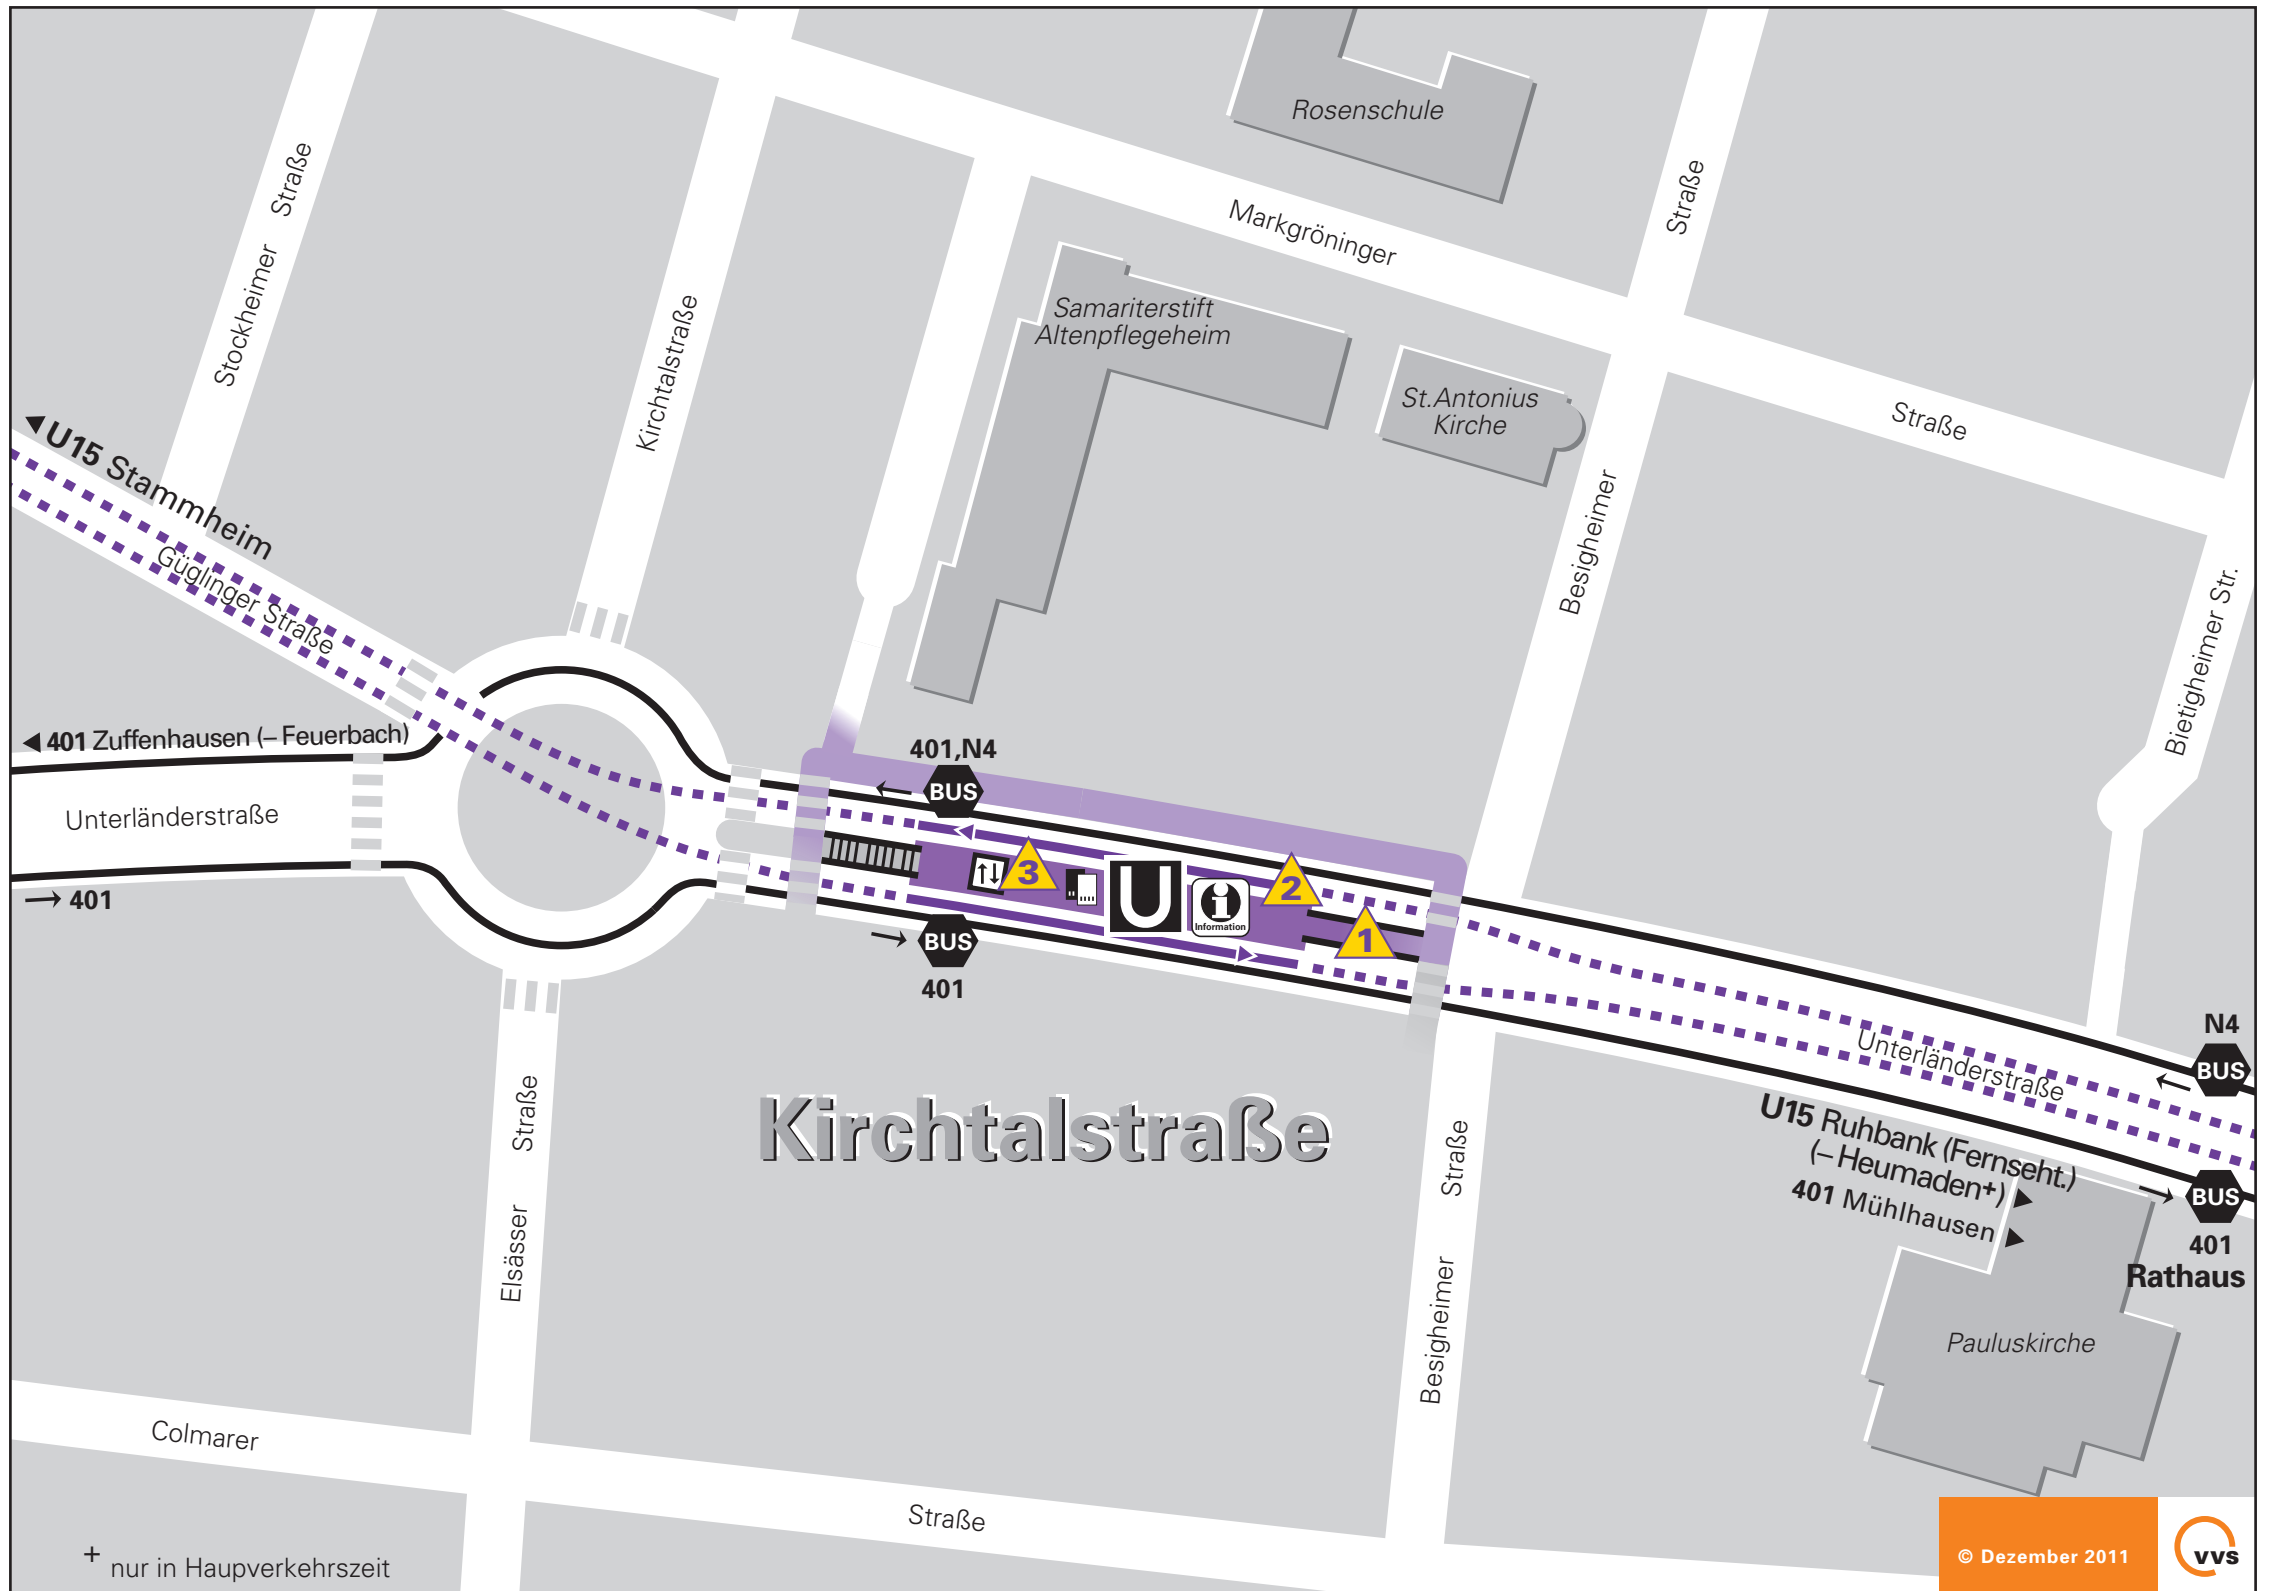 Rosenschule
Straße
Stockheimer
Straße
Markgröninger
Samariterstift
Altenpflegeheim
Kirchtalstraße
St.Antonius
Kirche
Straße
U15 Stammheim
Güglinger Straße
Besigheimer
Bietigheimer Str.
401 Zuffenhausen (– Feuerbach)
401,N4
BUS
Unterländerstraße
3
2
U
i
Information
1
401
BUS
401
N4
BUS
Unterländerstraße
Kirchtalstraße
U15 Ruhbank (Fernseht.)
(– Heumaden+)
401 Mühlhausen
BUS
401
Rathaus
Straße
Elsässer
Straße
Besigheimer
Pauluskirche
Colmarer
Straße
+ nur in Haupverkehrszeit
© Dezember 2011
vvs